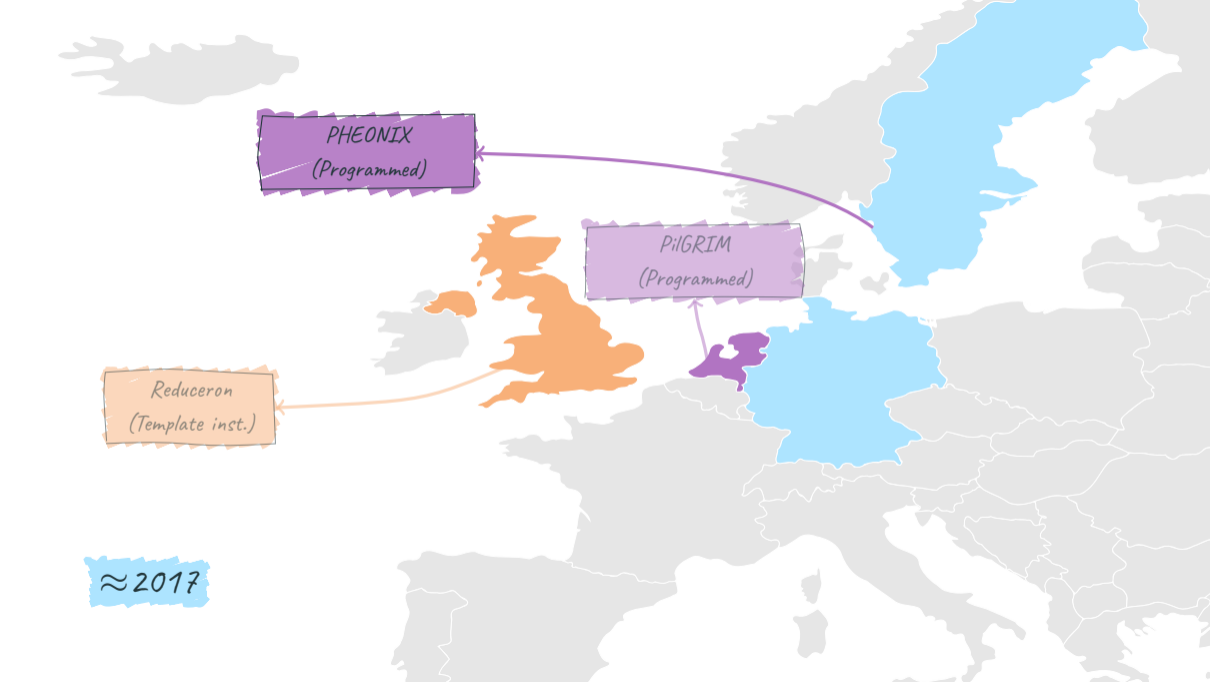 PHEONIX
(Programmed)
PilGRIM
(Programmed)
Reduceron
(Template inst.)
≈2017